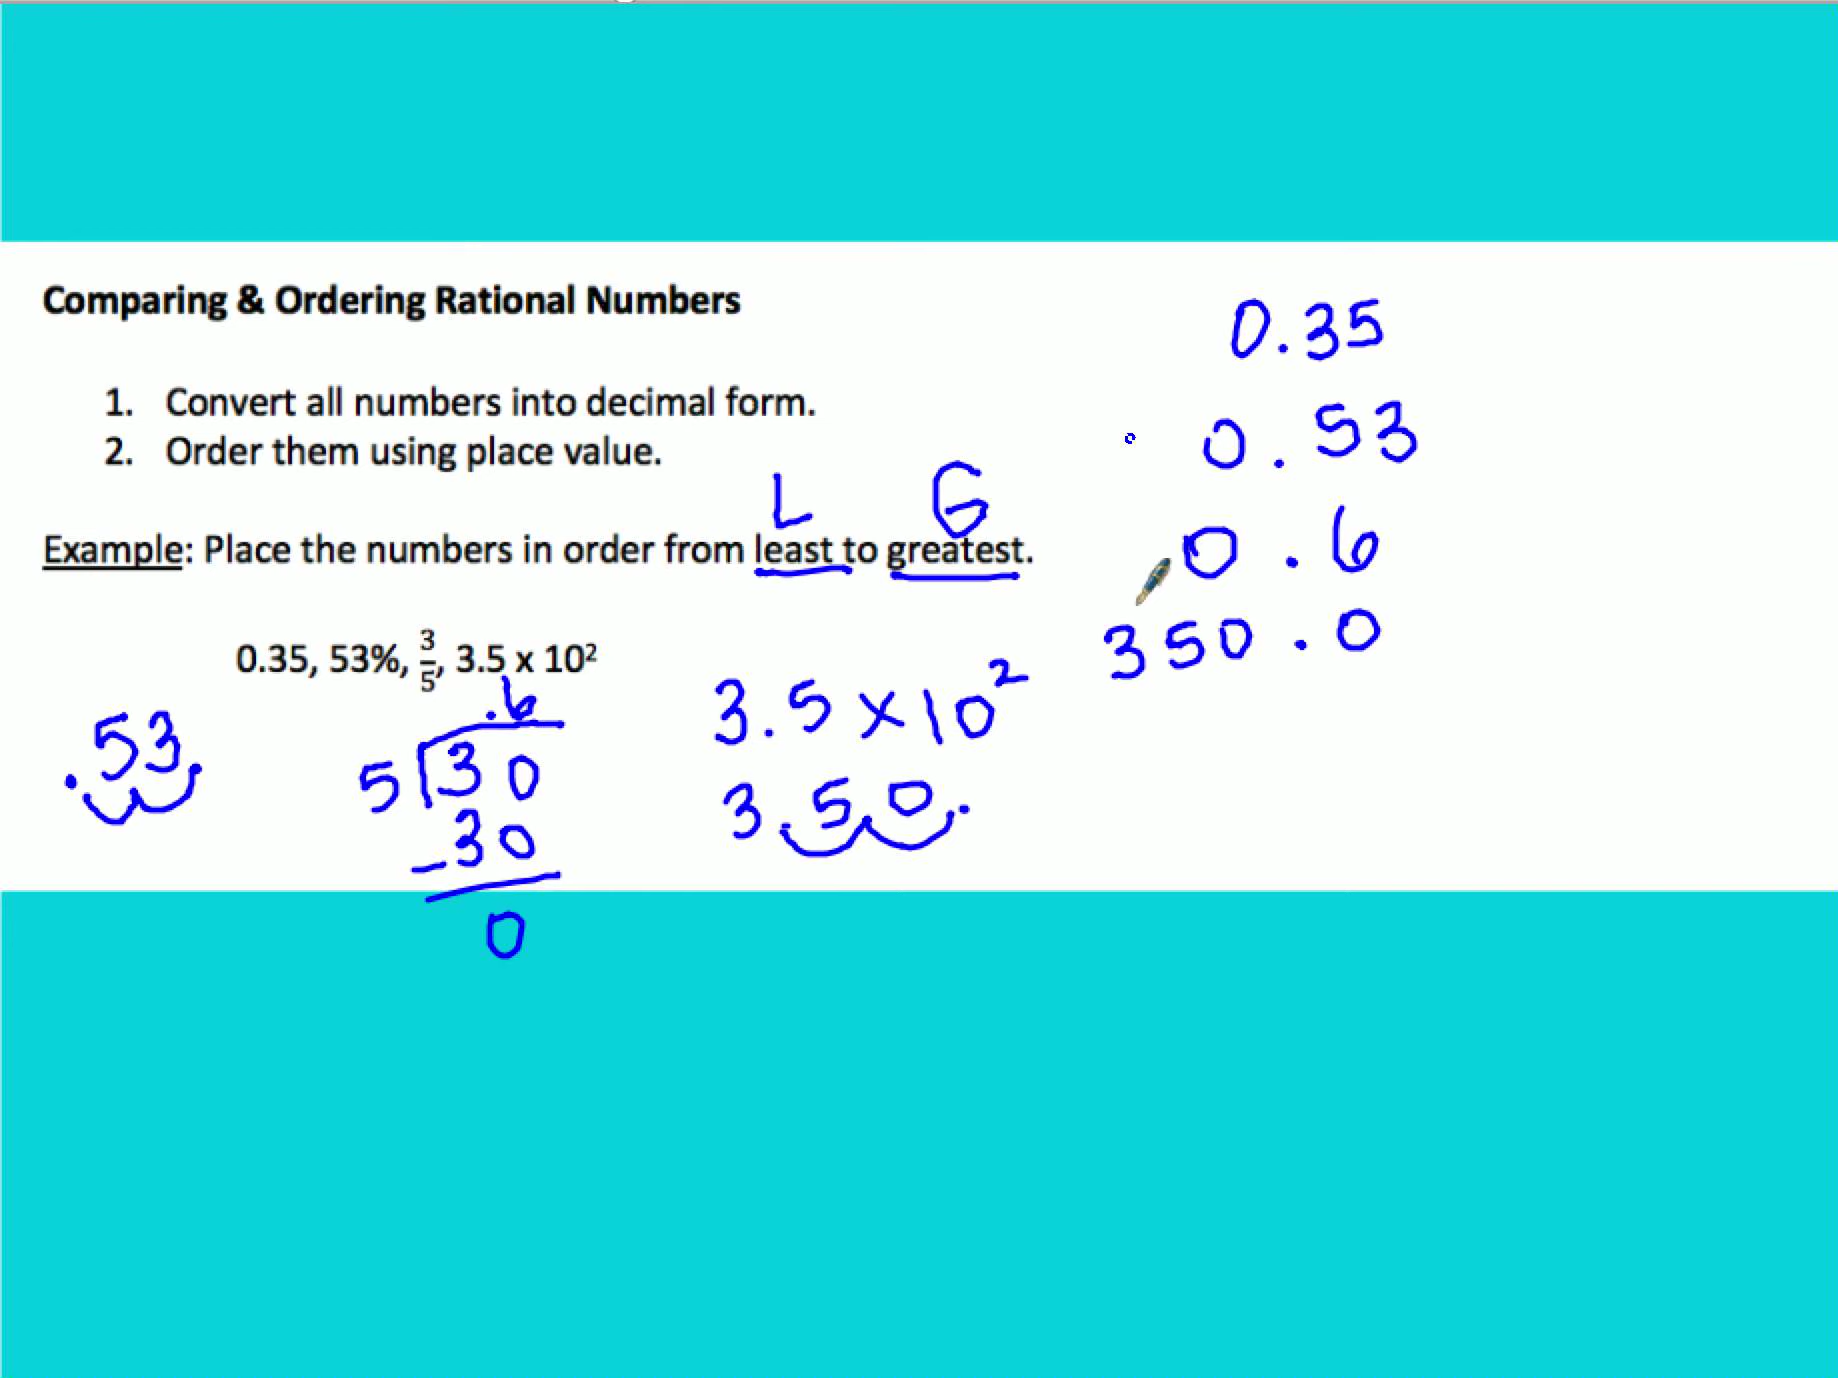 Comparing & Ordering Rational Numbers
0.35
1. Convert all numbers into decimal form.
2. Order them using place value.
0.53
L G
Example: Place the numbers in order from least to greatest.
0.6
0.35, 53%, 3/5, 3.5 x 10²
350.0
.53.
.6
5 30
-30
0
3.5 x 10²
3.50.